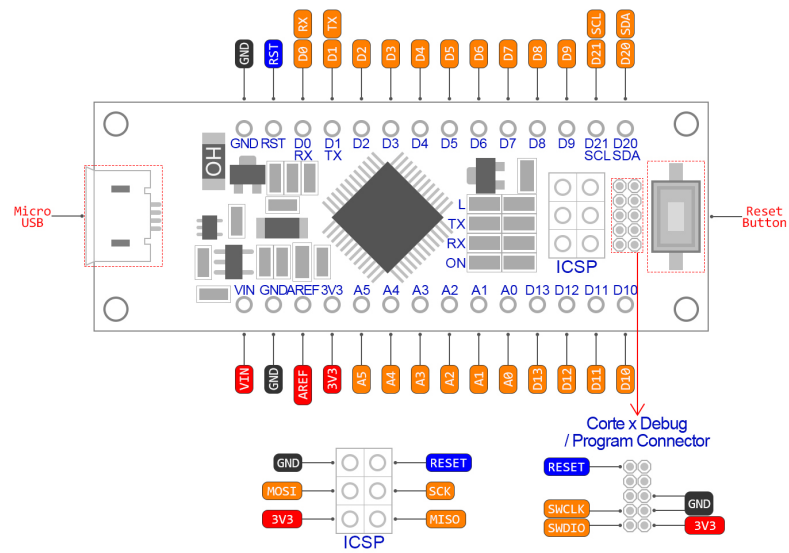 RX TX SCL SDA
GND RST D0 D1 D2 D3 D4 D5 D6 D7 D8 D9 D21 D20
GND RST D0 D1 D2 D3 D4 D5 D6 D7 D8 D9 D21 D20
RX TX SCL SDA
HO
L
TX
RX
ON
ICSP
Micro
USB
Reset
Button
VIN GND AREF 3V3 A5 A4 A3 A2 A1 A0 D13 D12 D11 D10
VIN GND AREF 3V3 A5 A4 A3 A2 A1 A0 D13 D12 D11 D10
Corte x Debug
/ Program Connector
GND RESET
MOSI SCK
3V3 MISO
ICSP
RESET
SWCLK GND
SWDIO 3V3